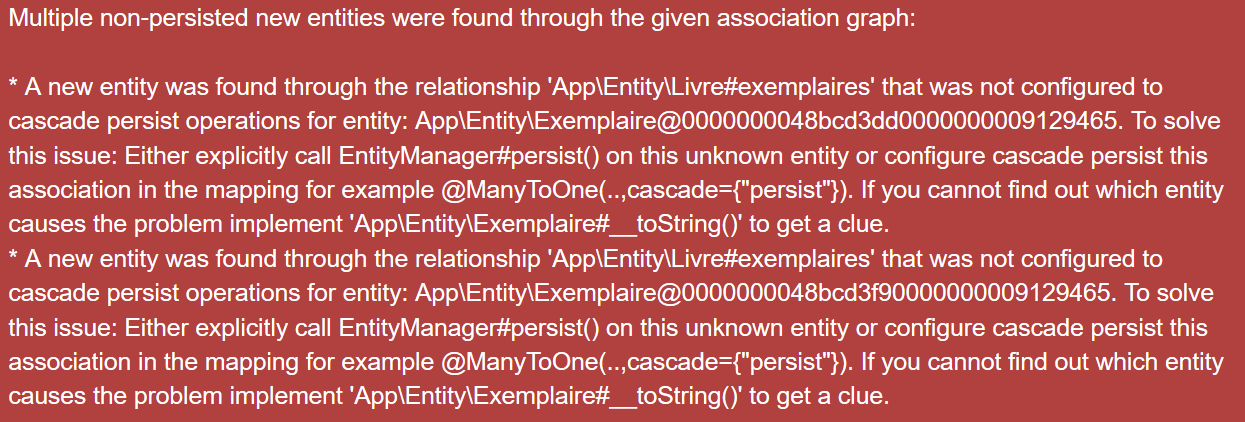 Multiple non-persisted new entities were found through the given association graph:
* A new entity was found through the relationship 'App\Entity\Livre#exemplaires' that was not configured to
cascade persist operations for entity: App\Entity\Exemplaire@0000000048bcd3dd0000000009129465. To solve
this issue: Either explicitly call EntityManager#persist() on this unknown entity or configure cascade persist this
association in the mapping for example @ManyToOne(..,cascade={"persist"}). If you cannot find out which entity
causes the problem implement 'App\Entity\Exemplaire#__toString()' to get a clue.
* A new entity was found through the relationship 'App\Entity\Livre#exemplaires' that was not configured to
cascade persist operations for entity: App\Entity\Exemplaire@0000000048bcd3f90000000009129465. To solve
this issue: Either explicitly call EntityManager#persist() on this unknown entity or configure cascade persist this
association in the mapping for example @ManyToOne(..,cascade={"persist"}). If you cannot find out which entity
causes the problem implement 'App\Entity\Exemplaire#__toString()' to get a clue.